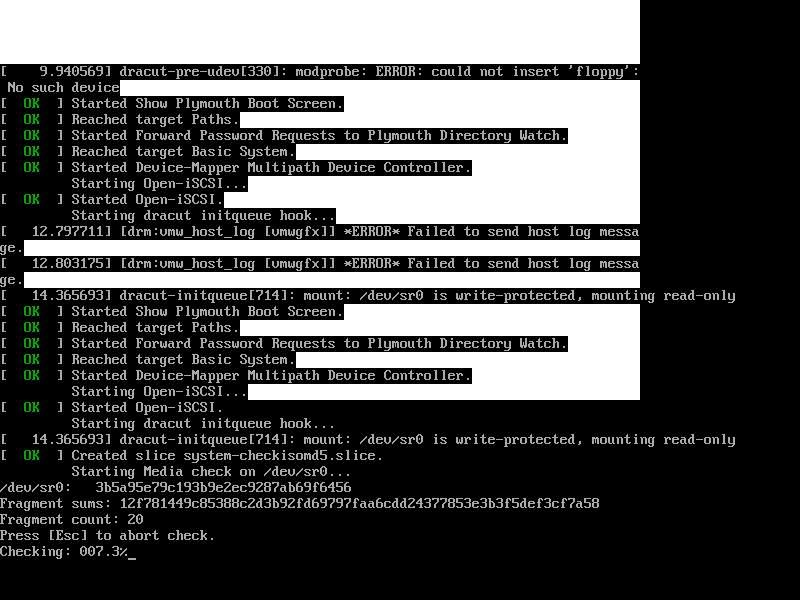 [    9.940569] dracut-pre-udev[330]: modprobe: ERROR: could not insert 'floppy':
 No such device
[  OK  ] Started Show Plymouth Boot Screen.
[  OK  ] Reached target Paths.
[  OK  ] Started Forward Password Requests to Plymouth Directory Watch.
[  OK  ] Reached target Basic System.
[  OK  ] Started Device-Mapper Multipath Device Controller.
         Starting Open-iSCSI...
[  OK  ] Started Open-iSCSI.
         Starting dracut initqueue hook...
[   12.797711] [drm:vmw_host_log [vmwgfx]] *ERROR* Failed to send host log messa
ge.
[   12.803175] [drm:vmw_host_log [vmwgfx]] *ERROR* Failed to send host log messa
ge.
[   14.365693] dracut-initqueue[714]: mount: /dev/sr0 is write-protected, mounting read-only
[  OK  ] Started Show Plymouth Boot Screen.
[  OK  ] Reached target Paths.
[  OK  ] Started Forward Password Requests to Plymouth Directory Watch.
[  OK  ] Reached target Basic System.
[  OK  ] Started Device-Mapper Multipath Device Controller.
         Starting Open-iSCSI...
[  OK  ] Started Open-iSCSI.
         Starting dracut initqueue hook...
[   14.365693] dracut-initqueue[714]: mount: /dev/sr0 is write-protected, mounting read-only
[  OK  ] Created slice system-checkisomd5.slice.
         Starting Media check on /dev/sr0...
/dev/sr0:   3b5a95e79c193b9e2ec9287ab69f6456
Fragment sums: 12f781449c85388c2d3b92fd69797faa6cdd24377853e3b3f5def3cf7a58
Fragment count: 20
Press [Esc] to abort check.
Checking: 007.3%_